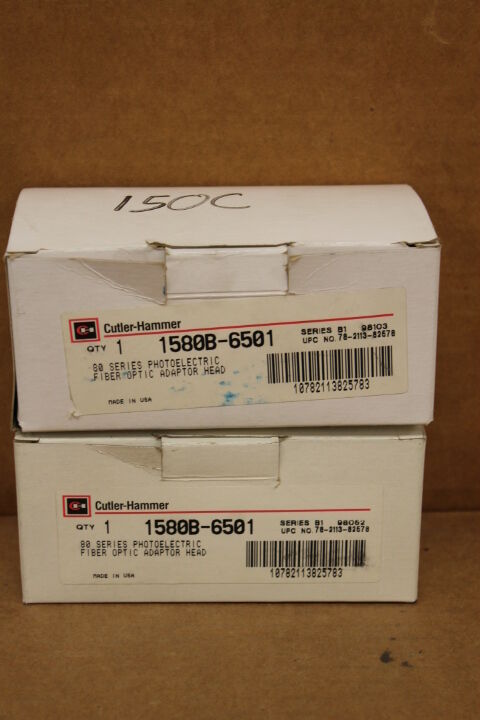 150C
Cutler-Hammer
QTY 1 1580B-6501
SERIES B1 98103
UPC NO. 78-2113-82578
80 SERIES PHOTOELECTRIC
FIBER OPTIC ADAPTOR HEAD
10782113825783
MADE IN USA
Cutler-Hammer
QTY 1 1580B-6501
SERIES B1 98052
UPC NO. 78-2113-82578
80 SERIES PHOTOELECTRIC
FIBER OPTIC ADAPTOR HEAD
10782113825783
MADE IN USA